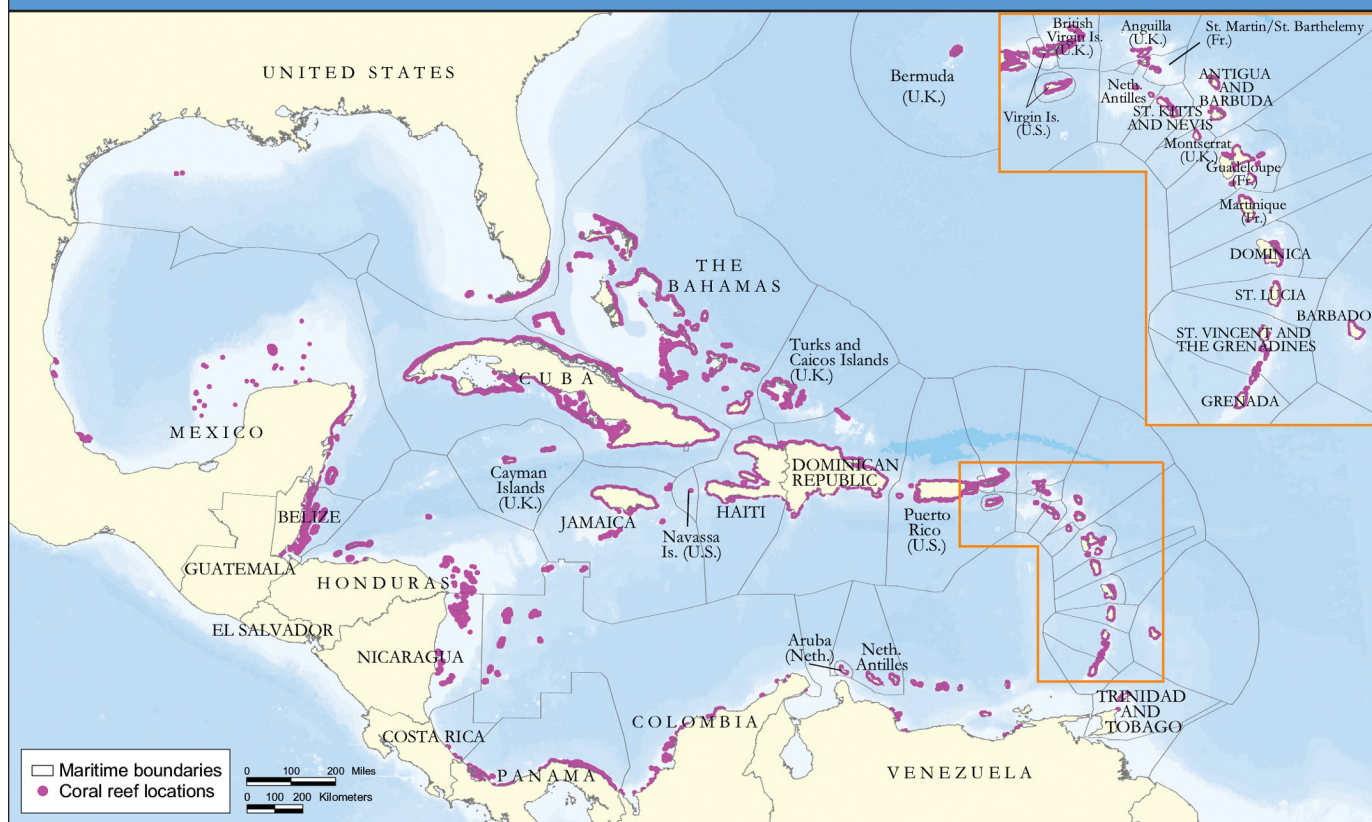 UNITED STATES
Bermuda
(U.K.)
British
Virgin Is.
(U.K.)
Anguilla
(U.K.)
St. Martin/St. Barthelemy
(Fr.)
Virgin Is.
(U.S.)
Neth.
Antilles
ANTIGUA
AND
BARBUDA
ST. KITTS
AND NEVIS
Montserrat
(U.K.)
Guadeloupe
(Fr.)
Martinique
(Fr.)
DOMINICA
ST. LUCIA
BARBADO
ST. VINCENT AND
THE GRENADINES
GRENADA
THE
BAHAMAS
Turks and
Caicos Islands
(U.K.)
CUBA
MEXICO
Cayman
Islands
(U.K.)
JAMAICA
Navassa
Is. (U.S.)
HAITI
DOMINICAN
REPUBLIC
Puerto
Rico
(U.S.)
BELIZE
GUATEMALA
HONDURAS
EL SALVADOR
NICARAGUA
COSTA RICA
PANAMA
COLOMBIA
Aruba
(Neth.)
Neth.
Antilles
VENEZUELA
TRINIDAD
AND
TOBAGO
Maritime boundaries
Coral reef locations
0 100 200 Miles
0 100 200 Kilometers